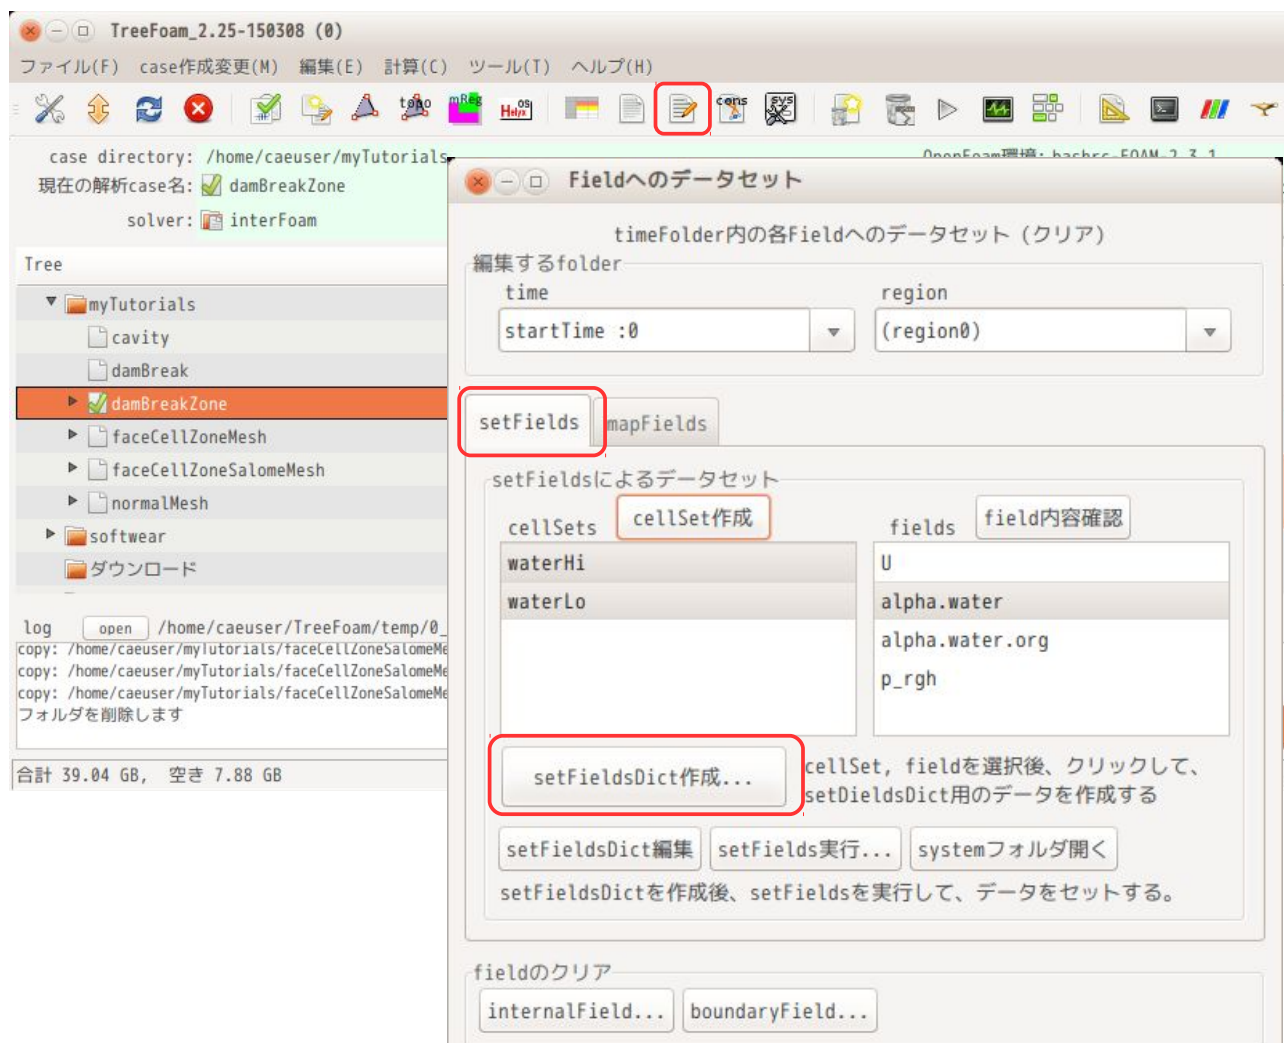 TreeFoam_2.25-150308 (0)
ファイル(F) case作成変更(M) 編集(E) 計算(C) ツール(T) ヘルプ(H)
topo mReg Helyx OS cons sys
case directory: /home/caeuser/myTutorials
OpenFoam環境: bashrc-FOAM-2.3.1
現在の解析case名: damBreakZone
solver: interFoam
Tree
myTutorials
cavity
damBreak
damBreakZone
faceCellZoneMesh
faceCellZoneSalomeMesh
normalMesh
softwear
ダウンロード
log open /home/caeuser/TreeFoam/temp/0_
copy: /home/caeuser/myTutorials/faceCellZoneSalomeMe
copy: /home/caeuser/myTutorials/faceCellZoneSalomeMe
copy: /home/caeuser/myTutorials/faceCellZoneSalomeMe
フォルダを削除します
合計 39.04 GB, 空き 7.88 GB
Fieldへのデータセット
timeFolder内の各Fieldへのデータセット (クリア)
編集するfolder
time region
startTime :0 (region0)
setFields mapFields
setFieldsによるデータセット
cellSets cellSet作成 fields field内容確認
waterHi
waterLo
U
alpha.water
alpha.water.org
p_rgh
setFieldsDict作成...
cellSet, fieldを選択後、クリックして、
setDieldsDict用のデータを作成する
setFieldsDict編集 setFields実行... systemフォルダ開く
setFieldsDictを作成後、setFieldsを実行して、データをセットする。
fieldのクリア
internalField... boundaryField...